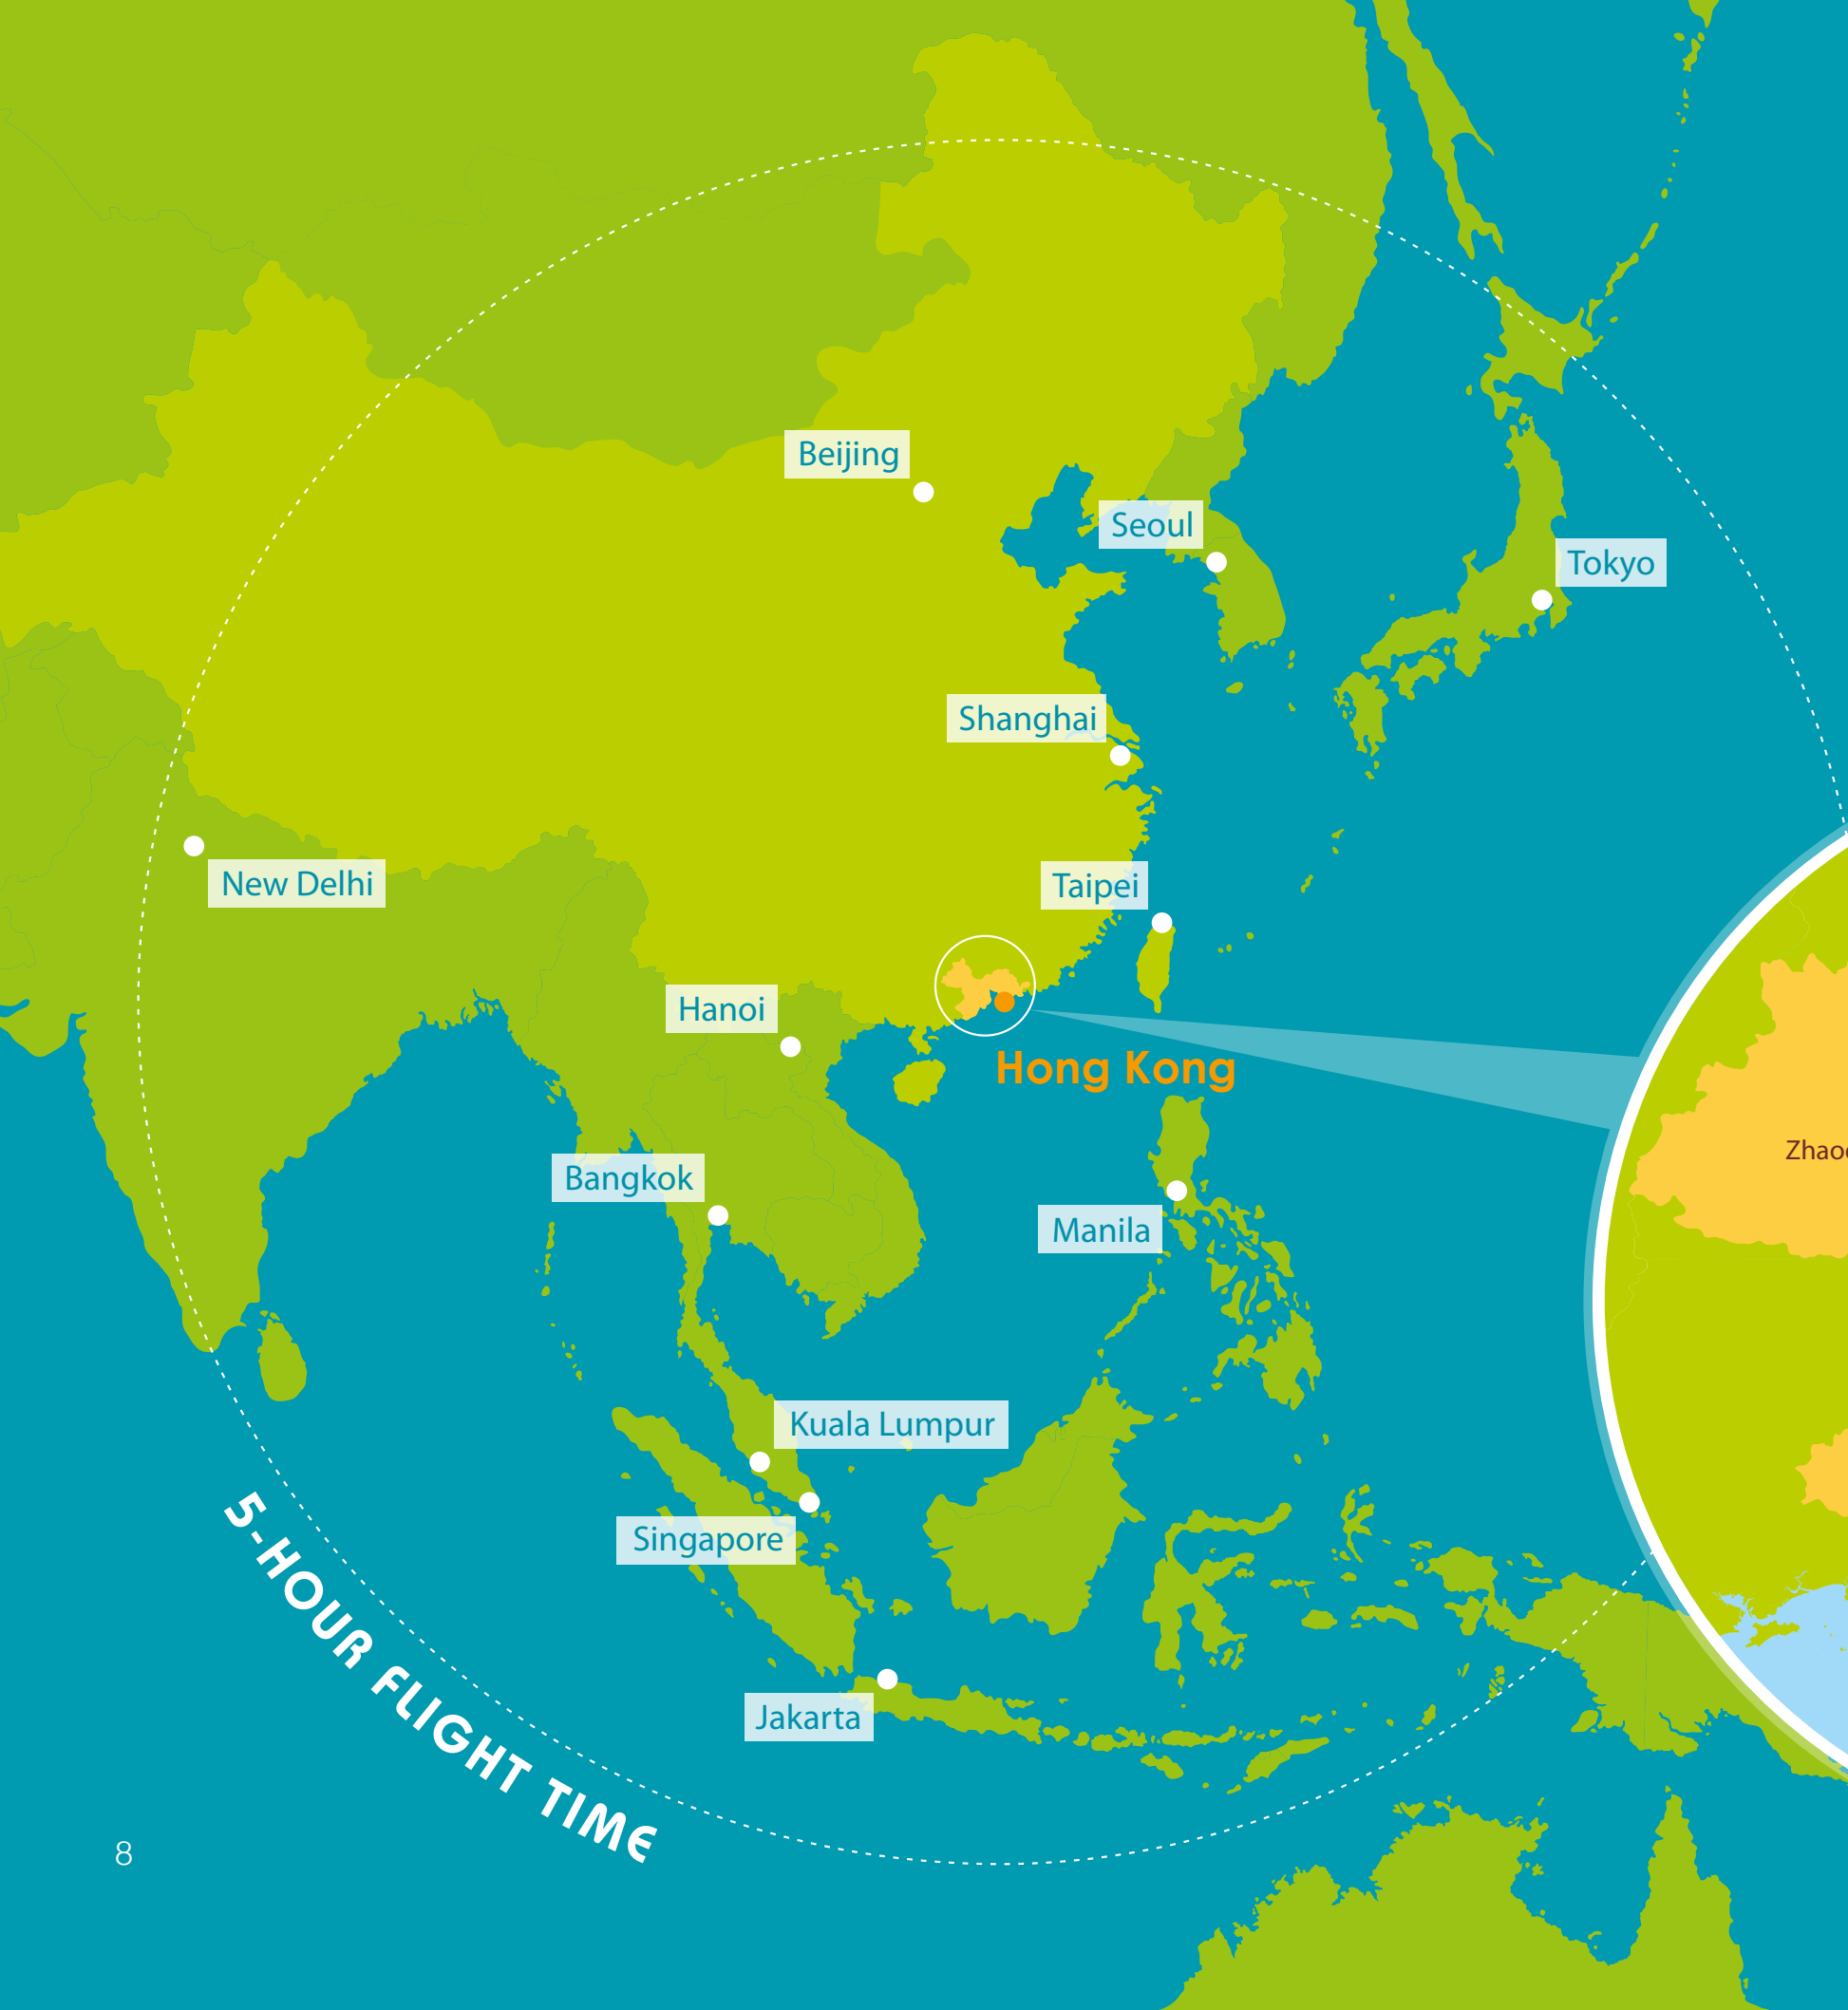 Beijing
Seoul
Tokyo
Shanghai
New Delhi
Taipei
Hanoi
Hong Kong
Zhao
Bangkok
Manila
Kuala Lumpur
Singapore
Jakarta
5-HOUR FLIGHT TIME
8